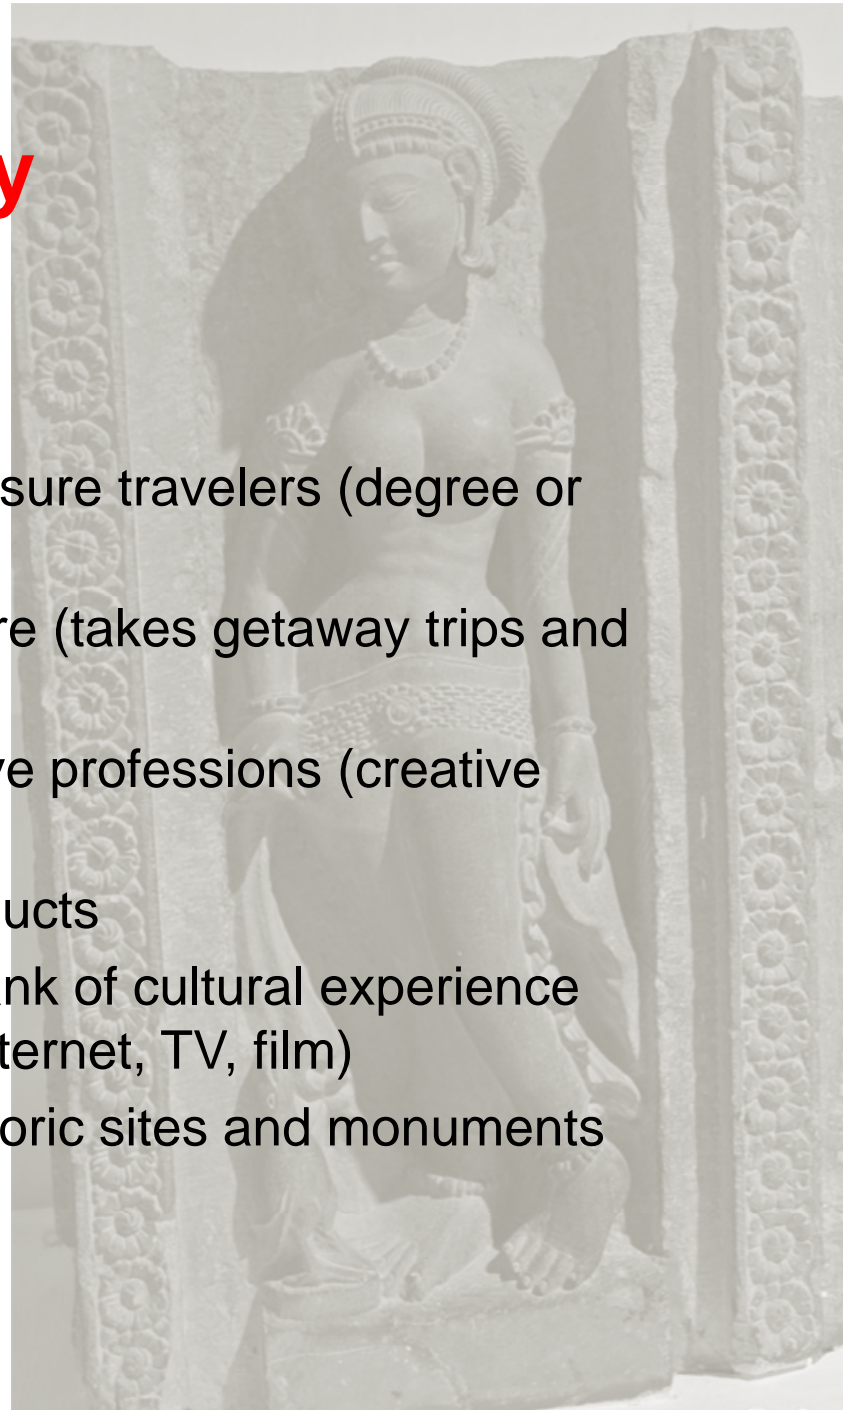 y
sure travelers (degree or
re (takes getaway trips and
ve professions (creative
ucts
nk of cultural experience
ternet, TV, film)
oric sites and monuments